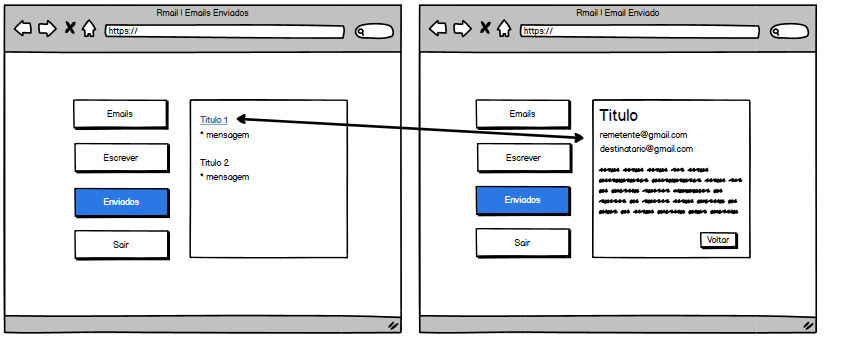 Rmail | Emails Enviados
https://
Emails
Escrever
Enviados
Sair
Titulo 1
* mensagem
Titulo 2
* mensagem
Rmail | Email Enviado
https://
Emails
Escrever
Enviados
Sair
Titulo
remetente@gmail.com
destinatario@gmail.com
Voltar